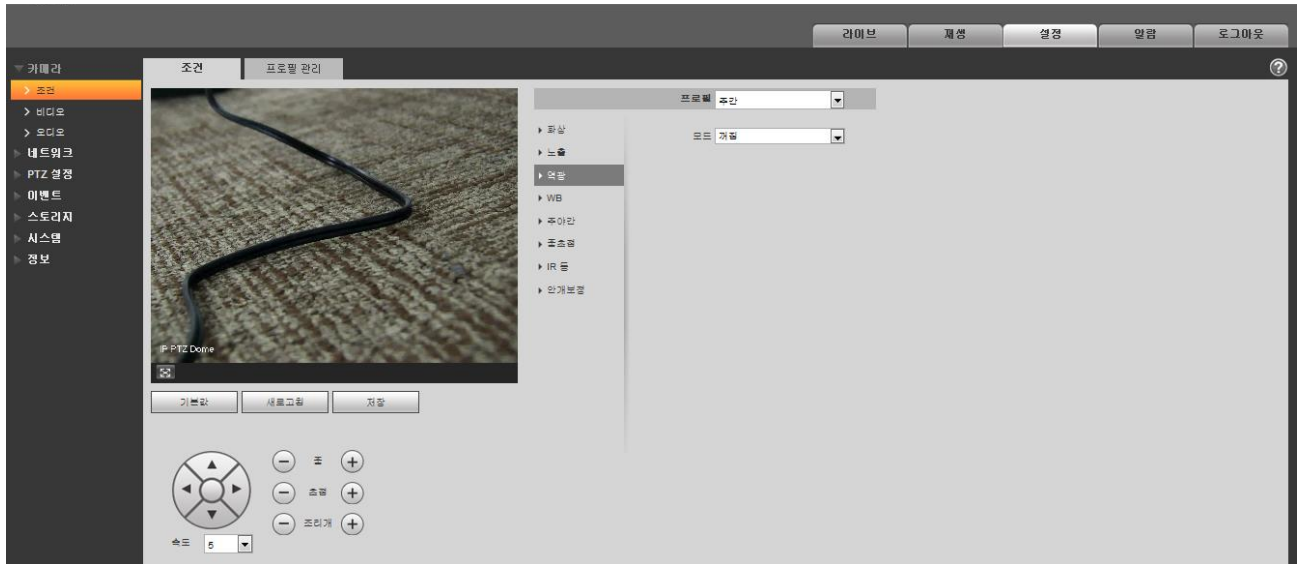 라이브 재생 설정 알람 로그아웃
카메라
조건
비디오
오디오
네트워크
PTZ 설정
이벤트
스토리지
시스템
정보
조건 프로필 관리
IP PTZ Dome
기본값 새로고침 저장
줌
초점
조리개
속도 5
프로필 주간
화상
노출
역광
WB
주야간
줌초점
IR 등
안개보정
모드 꺼짐